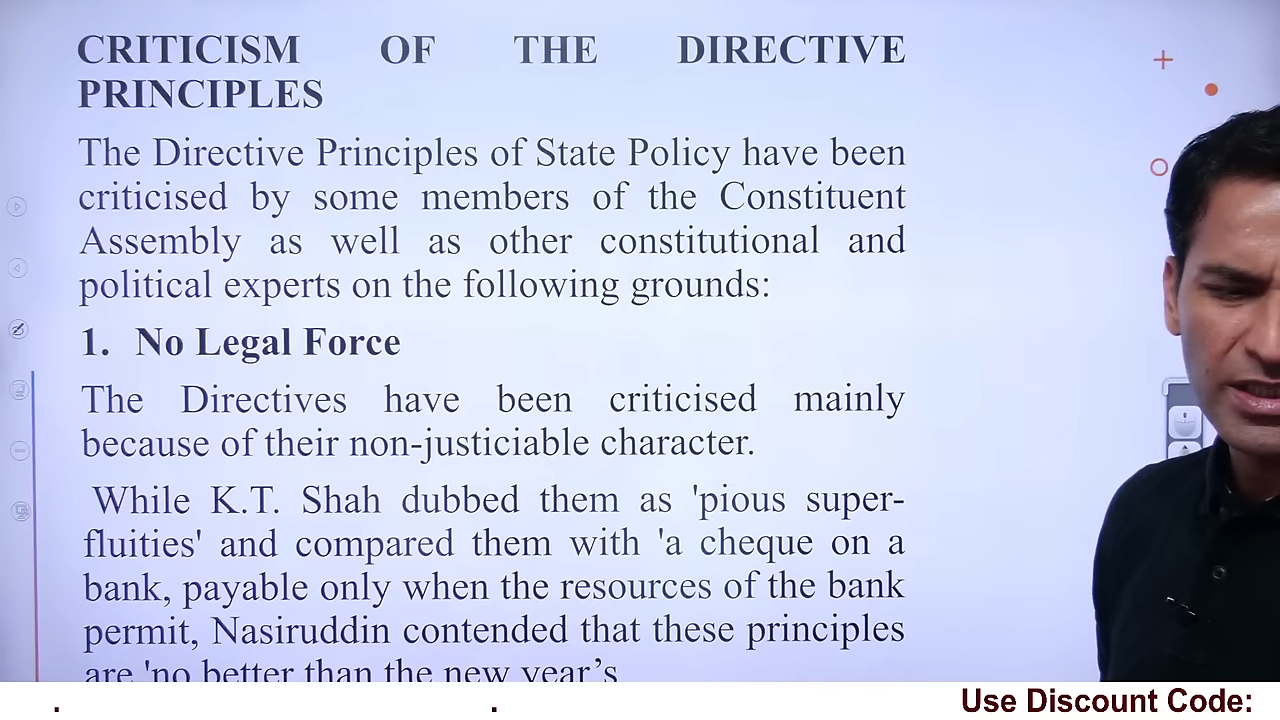 CRITICISM OF THE DIRECTIVE
PRINCIPLES
The Directive Principles of State Policy have been
criticised by some members of the Constituent
Assembly as well as other constitutional and
political experts on the following grounds:
1. No Legal Force
The Directives have been criticised mainly
because of their non-justiciable character.
While K.T. Shah dubbed them as 'pious super-
fluities' and compared them with 'a cheque on a
bank, payable only when the resources of the bank
permit, Nasiruddin contended that these principles
are 'no better than the new year’s
Use Discount Code: